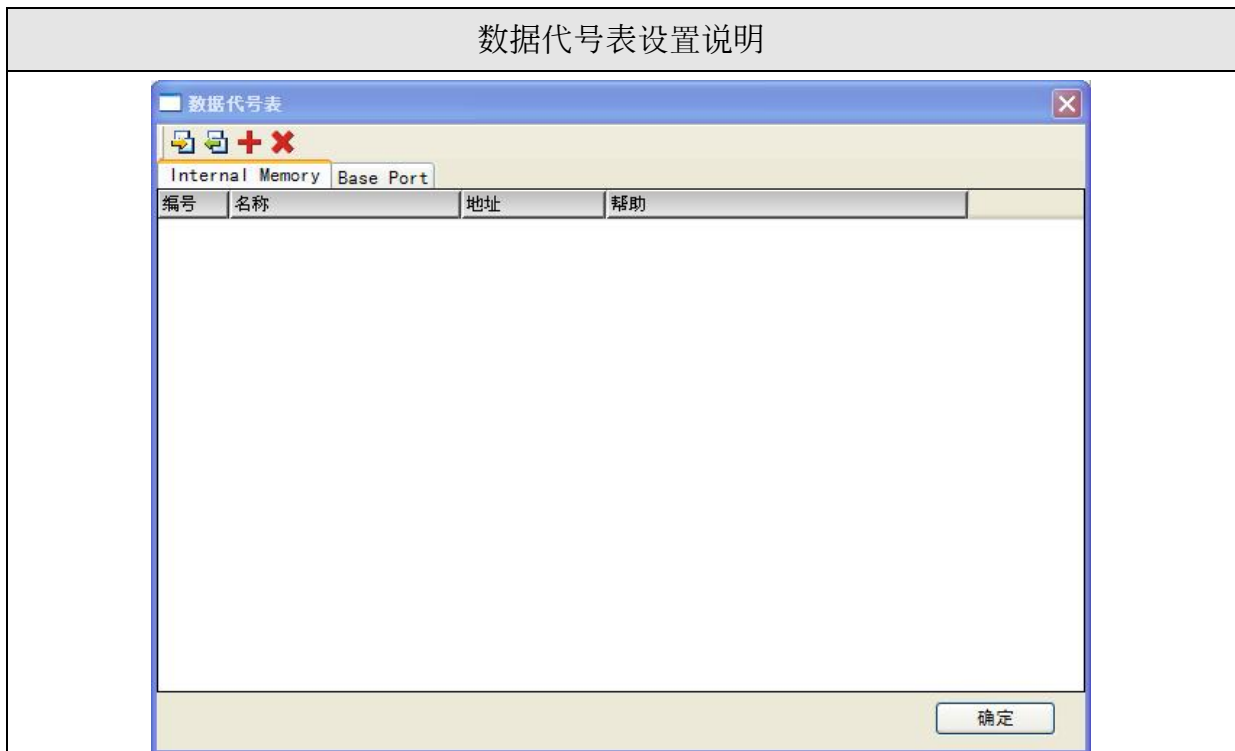 数据代号表设置说明
数据代号表
Internal Memory Base Port
编号 名称 地址 帮助
确定